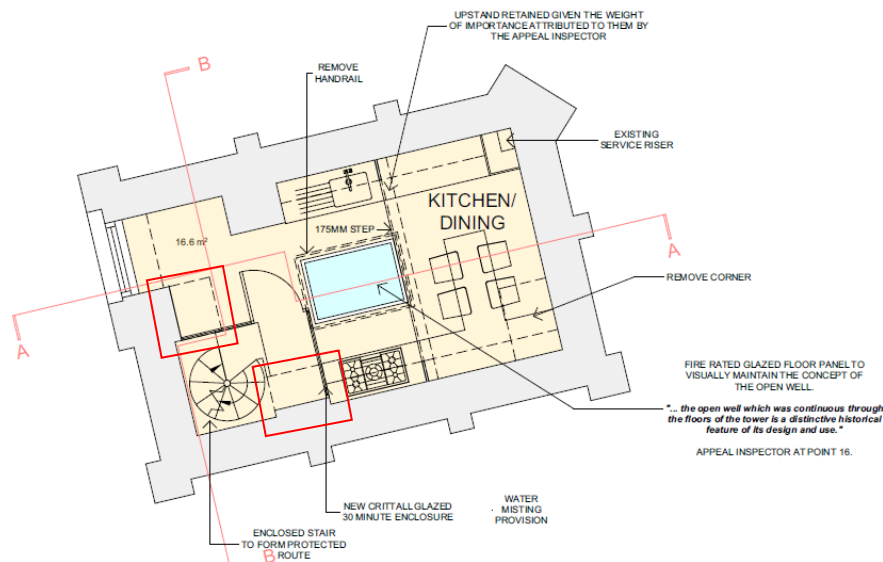 UPSTAND RETAINED GIVEN THE WEIGHT
OF IMPORTANCE ATTRIBUTED TO THEM BY
THE APPEAL INSPECTOR
B
REMOVE
HANDRAIL
EXISTING
SERVICE RISER
KITCHEN/
DINING
175MM STEP
16.6 m²
A
REMOVE CORNER
A
FIRE RATED GLAZED FLOOR PANEL TO
VISUALLY MAINTAIN THE CONCEPT OF
THE OPEN WELL.
"... the open well which was continuous through
the floors of the tower is a distinctive historical
feature of its design and use."
APPEAL INSPECTOR AT POINT 16.
NEW CRITTALL GLAZED
30 MINUTE ENCLOSURE
WATER
MISTING
PROVISION
ENCLOSED STAIR
TO FORM PROTECTED
ROUTE
B